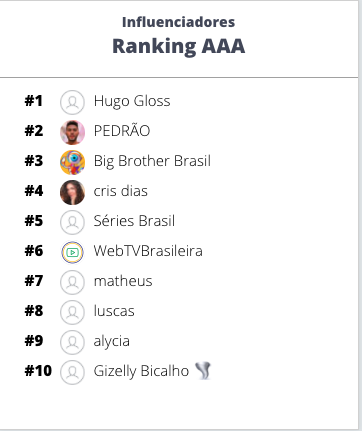 Influenciadores
Ranking AAA
#1 Hugo Gloss
#2 PEDRÃO
#3 Big Brother Brasil
#4 cris dias
#5 Séries Brasil
#6 WebTVBrasileira
#7 matheus
#8 luscas
#9 alycia
#10 Gizelly Bicalho 🌪️